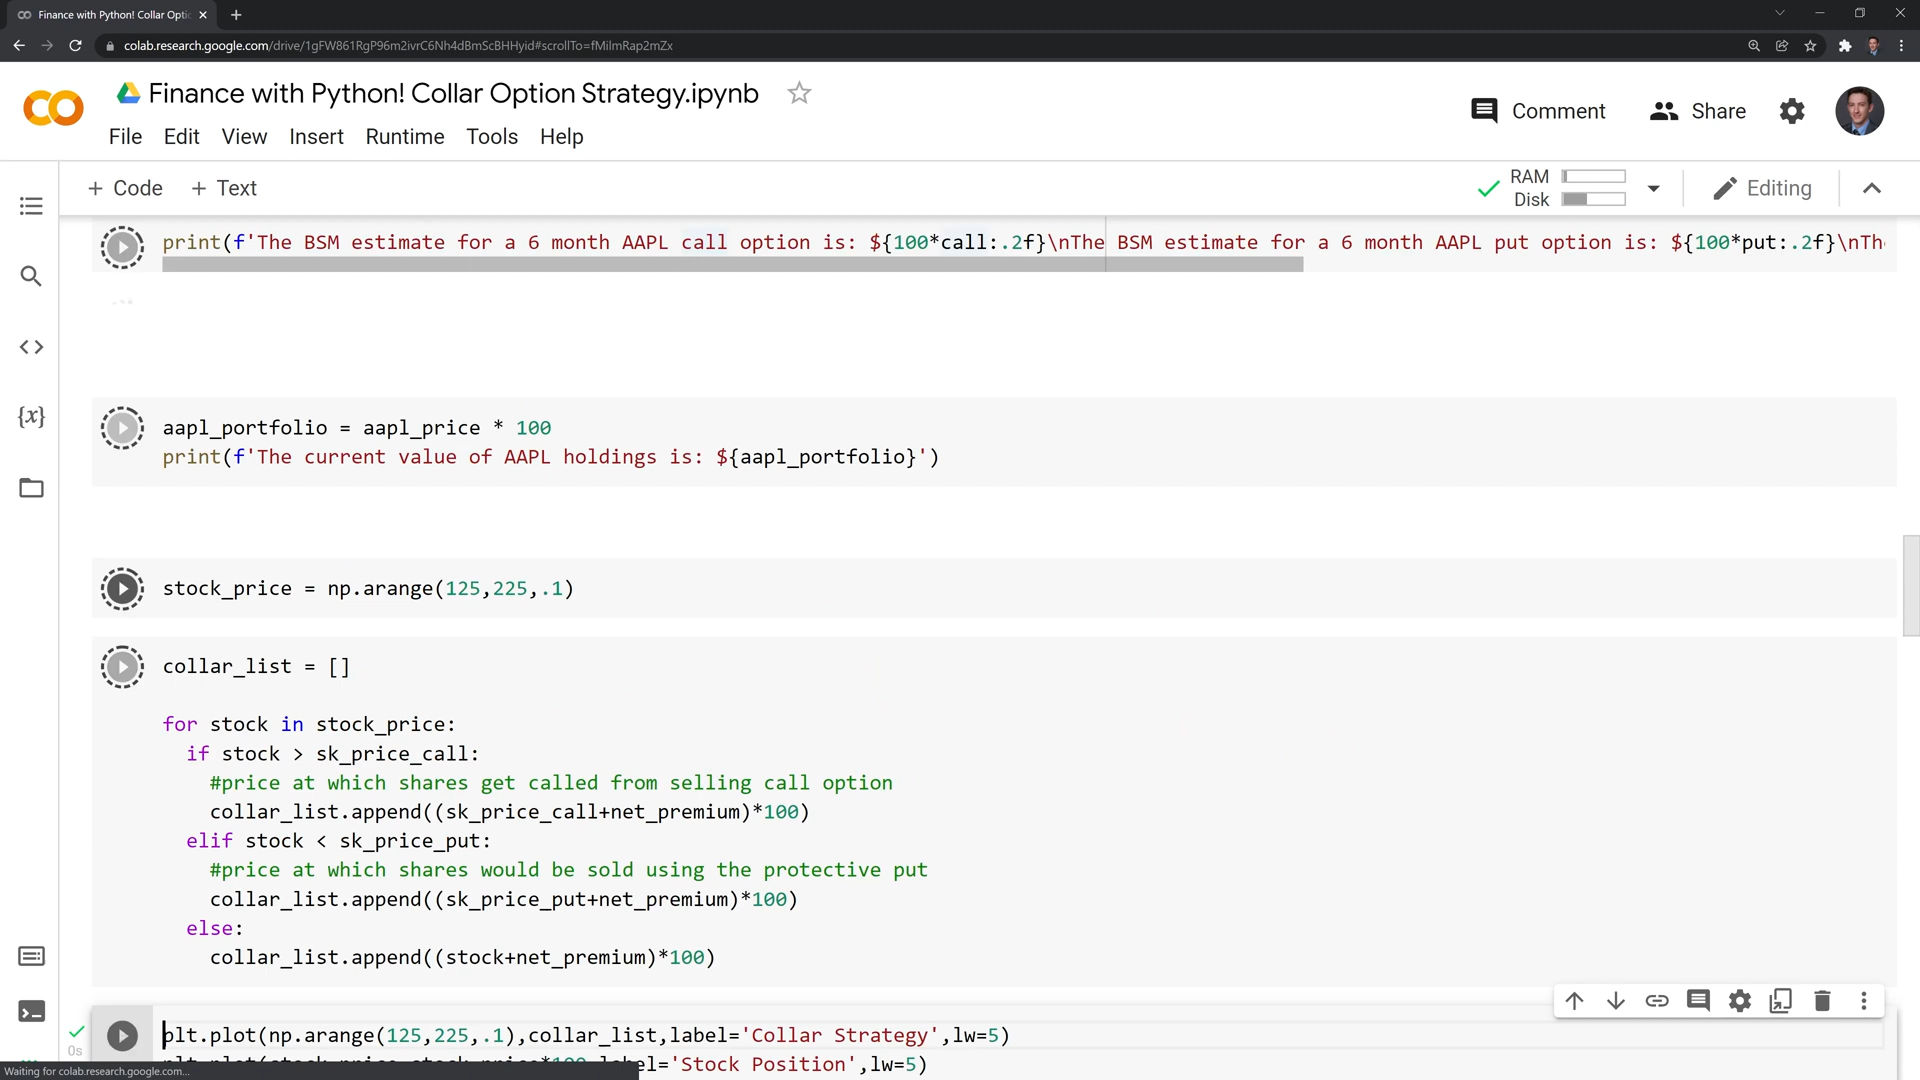 Finance with Python! Collar Optio
colab.research.google.com/drive/1gFW861RgP96m2ivrC6Nh4dBmScBHHyid#scrollTo=fMilmRap2mZx
Finance with Python! Collar Option Strategy.ipynb
Comment
Share
File Edit View Insert Runtime Tools Help
+ Code + Text
RAM
Disk
Editing
print(f'The BSM estimate for a 6 month AAPL call option is: ${100*call:.2f}\nThe BSM estimate for a 6 month AAPL put option is: ${100*put:.2f}\nTh
{x}
aapl_portfolio = aapl_price * 100
print(f'The current value of AAPL holdings is: ${aapl_portfolio}')
stock_price = np.arange(125,225,.1)
collar_list = []
for stock in stock_price:
if stock > sk_price_call:
#price at which shares get called from selling call option
collar_list.append((sk_price_call+net_premium)*100)
elif stock < sk_price_put:
#price at which shares would be sold using the protective put
collar_list.append((sk_price_put+net_premium)*100)
else:
collar_list.append((stock+net_premium)*100)
0s
plt.plot(np.arange(125,225,.1),collar_list,label='Collar Strategy',lw=5)
plt.plot(stock_price,stock_price*100,label='Stock Position',lw=5)
Waiting for colab.research.google.com...